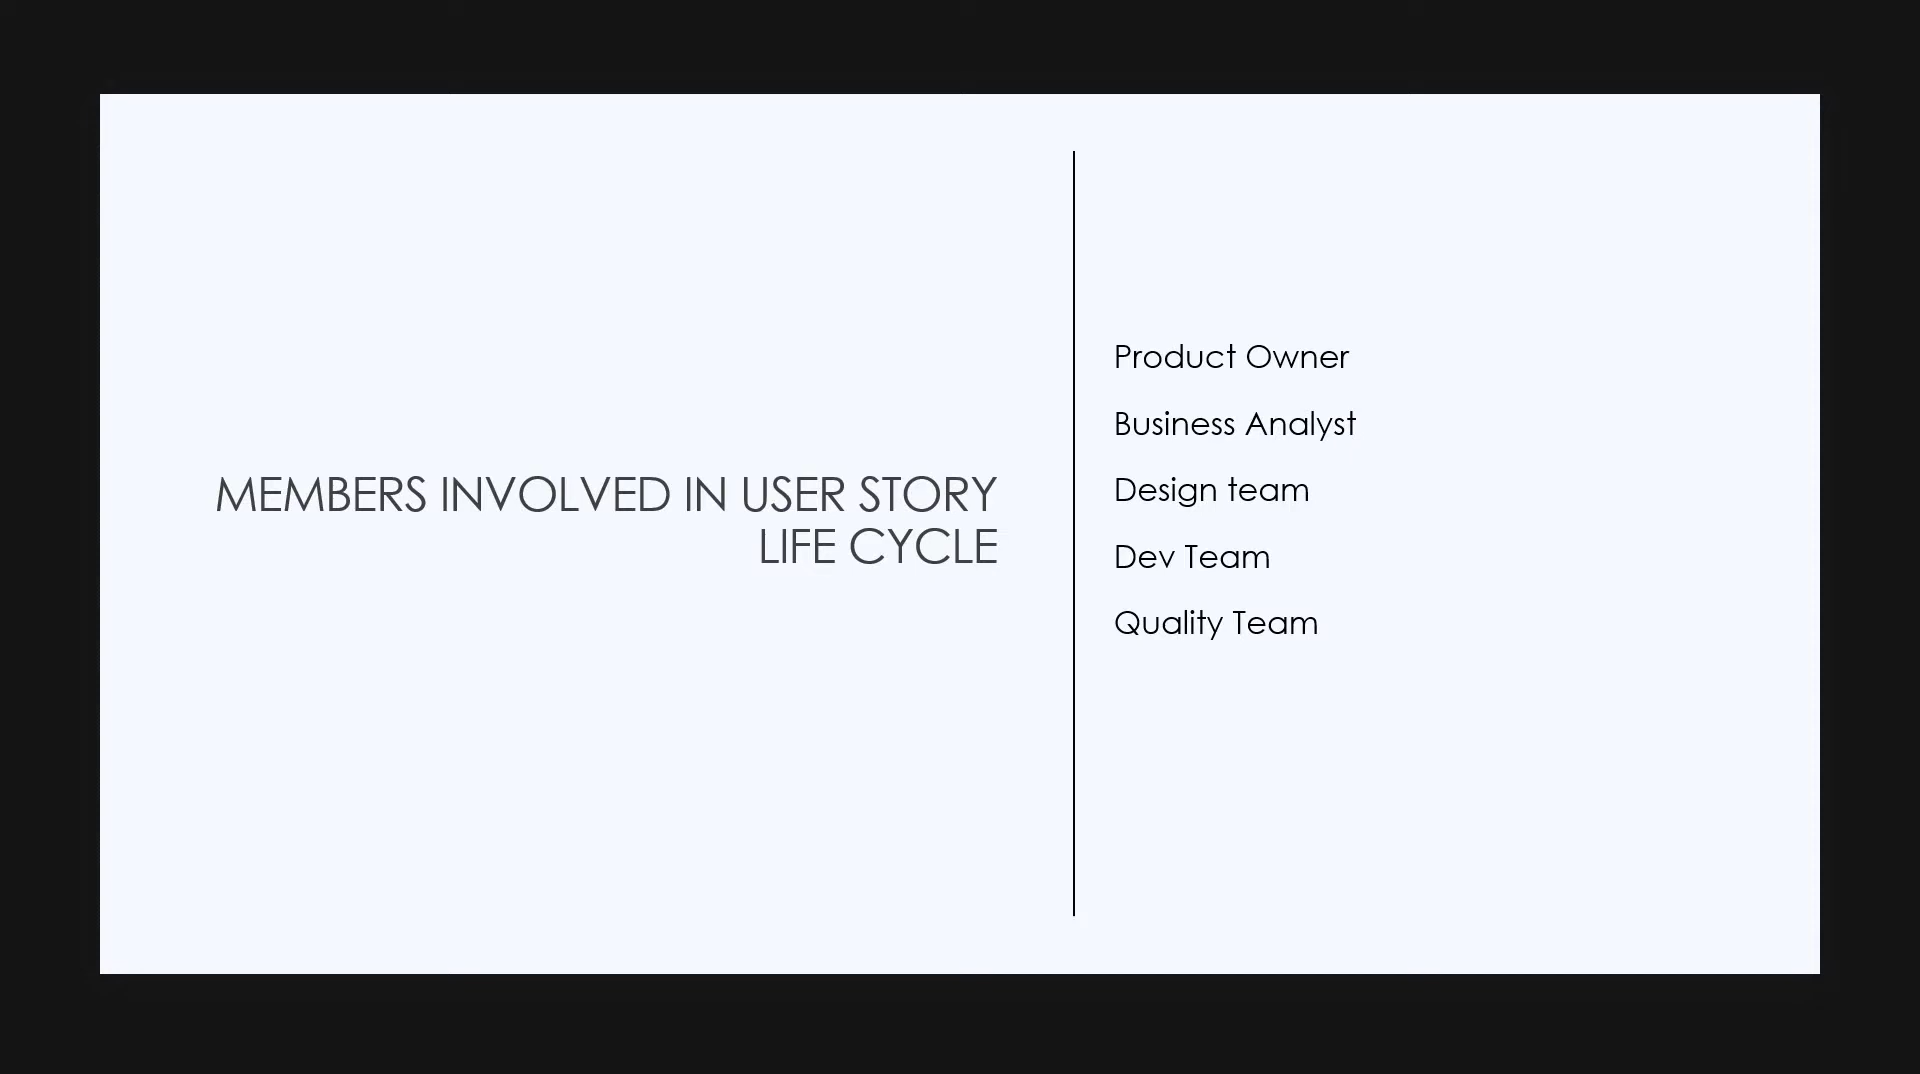 MEMBERS INVOLVED IN USER STORY
LIFE CYCLE
Product Owner
Business Analyst
Design team
Dev Team
Quality Team